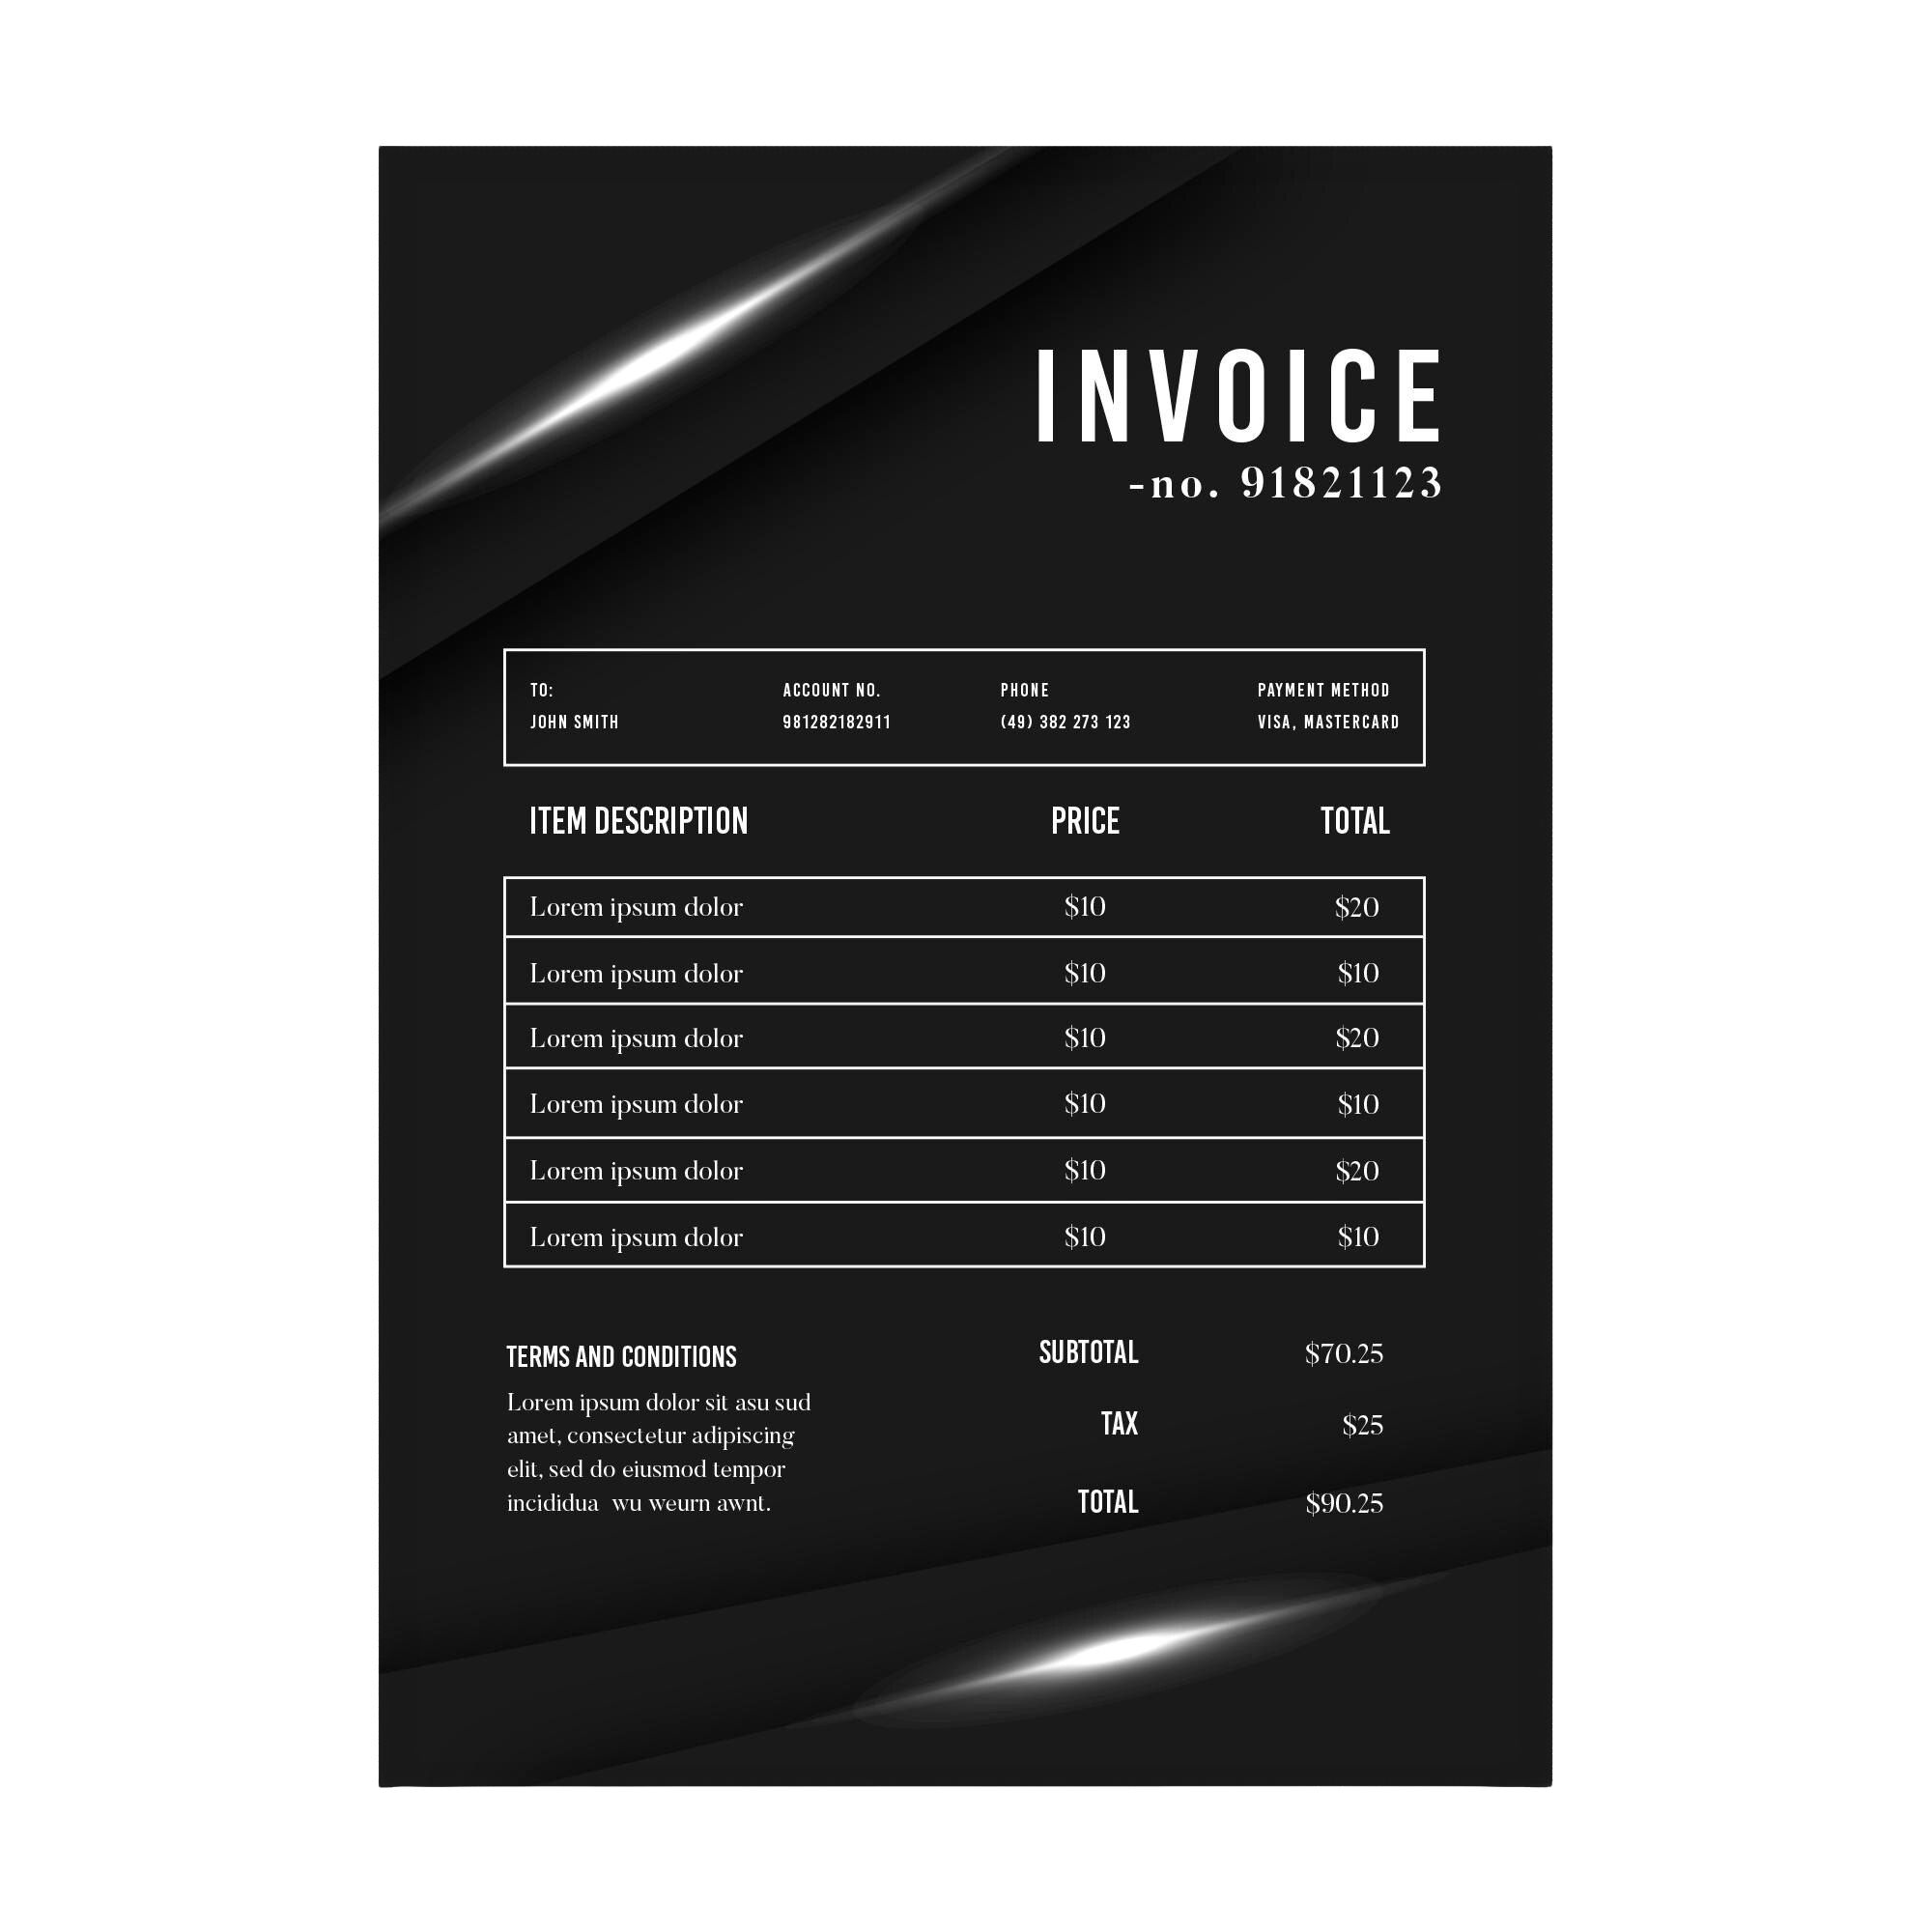 INVOICE
-no. 91821123
TO: ACCOUNT NO. PHONE PAYMENT METHOD
JOHN SMITH 981282182911 (49) 382 273 123 VISA, MASTERCARD
ITEM DESCRIPTION PRICE TOTAL
Lorem ipsum dolor $10 $20
Lorem ipsum dolor $10 $10
Lorem ipsum dolor $10 $20
Lorem ipsum dolor $10 $10
Lorem ipsum dolor $10 $20
Lorem ipsum dolor $10 $10
TERMS AND CONDITIONS
Lorem ipsum dolor sit asu sud
amet, consectetur adipiscing
elit, sed do eiusmod tempor
incididua wu weurn awnt.
SUBTOTAL $70.25
TAX $25
TOTAL $90.25